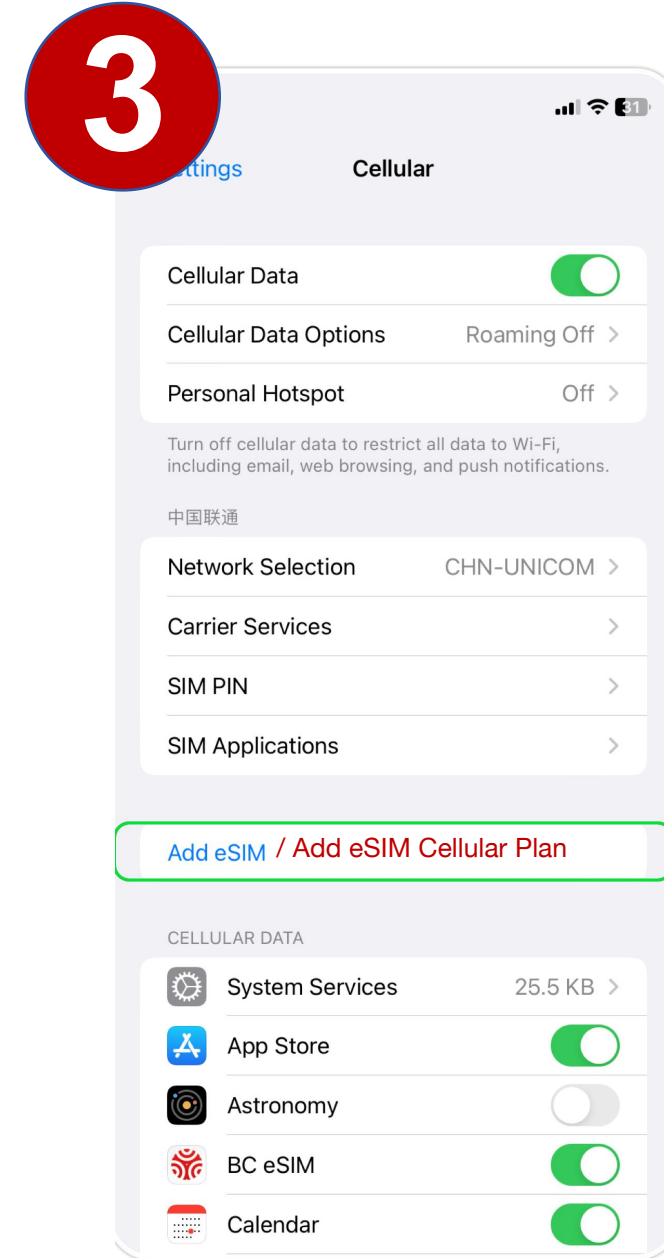 3
31
ttings
Cellular
Cellular Data
Cellular Data Options Roaming Off
Personal Hotspot Off
Turn off cellular data to restrict all data to Wi-Fi,
including email, web browsing, and push notifications.
中国联通
Network Selection CHN-UNICOM
Carrier Services
SIM PIN
SIM Applications
Add eSIM / Add eSIM Cellular Plan
CELLULAR DATA
System Services 25.5 KB
App Store
Astronomy
BC eSIM
Calendar